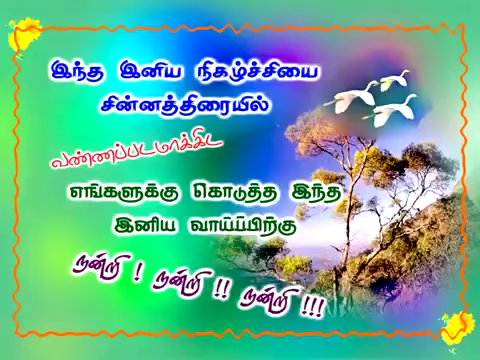 இந்த இனிய நிகழ்ச்சியை
சின்னத்திரையில்
வண்ணப்படமாக்கிட
எங்களுக்கு கொடுத்த இந்த
இனிய வாய்ப்பிற்கு
நன்றி ! நன்றி !! நன்றி !!!